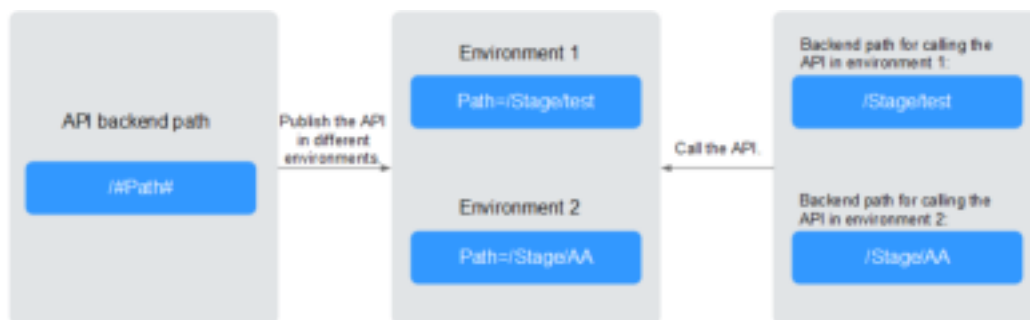 API backend path
/#Path#
Publish the API
in different
environments.
Environment 1
Path=/Stage/test
Environment 2
Path=/Stage/AA
Call the API.
Backend path for calling the
API in environment 1:
/Stage/test
Backend path for calling the
API in environment 2:
/Stage/AA